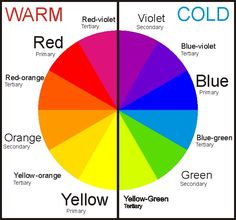 WARM
COLD
Red-violet
Tertiary
Violet
Secondary
Red
Primary
Blue-violet
Tertiary
Red-orange
Tertiary
Blue
Primary
Orange
Secondary
Blue-green
Tertiary
Yellow-orange
Tertiary
Green
Secondary
Yellow
Primary
Yellow-Green
Tertiary